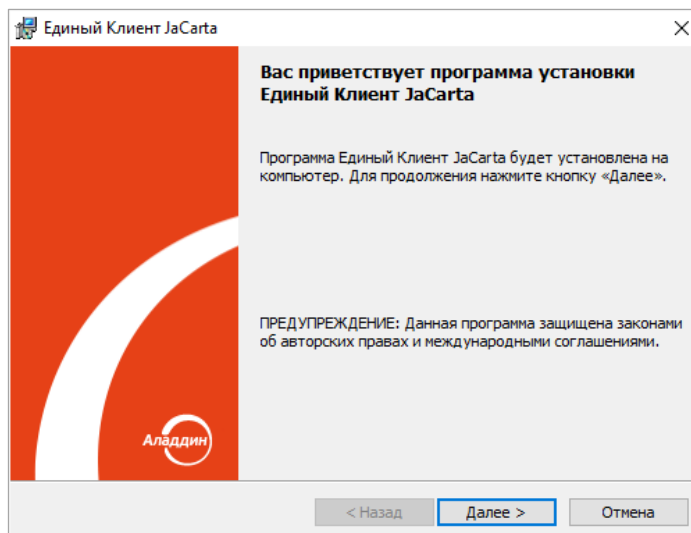 Единый Клиент JaCarta
Вас приветствует программа установки
Единый Клиент JaCarta
Программа Единый Клиент JaCarta будет установлена на
компьютер. Для продолжения нажмите кнопку «Далее».
ПРЕДУПРЕЖДЕНИЕ: Данная программа защищена законами
об авторских правах и международными соглашениями.
Аладдин
< Назад
Далее >
Отмена